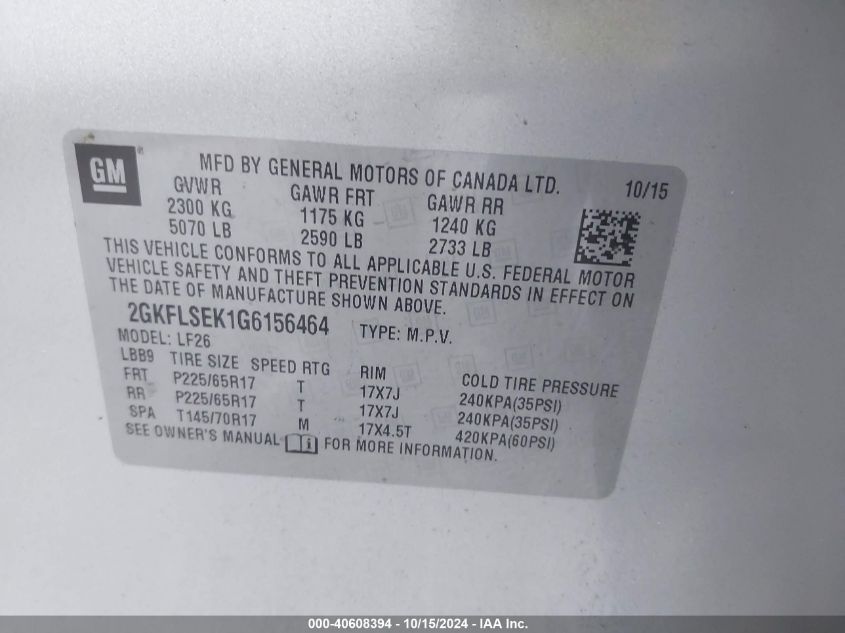 GM® MFD BY GENERAL MOTORS OF CANADA LTD. 10/15
GVWR GAWR FRT GAWR RR
2300 KG 1175 KG 1240 KG
5070 LB 2590 LB 2733 LB
THIS VEHICLE CONFORMS TO ALL APPLICABLE U.S. FEDERAL MOTOR
VEHICLE SAFETY AND THEFT PREVENTION STANDARDS IN EFFECT ON
THE DATE OF MANUFACTURE SHOWN ABOVE.
2GKFLSEK1G6156464 TYPE: M.P.V.
MODEL: LF26
LBB9 TIRE SIZE SPEED RTG RIM COLD TIRE PRESSURE
FRT P225/65R17 T 17X7J 240KPA(35PSI)
RR P225/65R17 T 17X7J 240KPA(35PSI)
SPA T145/70R17 M 17X4.5T 420KPA(60PSI)
SEE OWNER'S MANUAL FOR MORE INFORMATION.
000-40608394 - 10/15/2024 - IAA Inc.